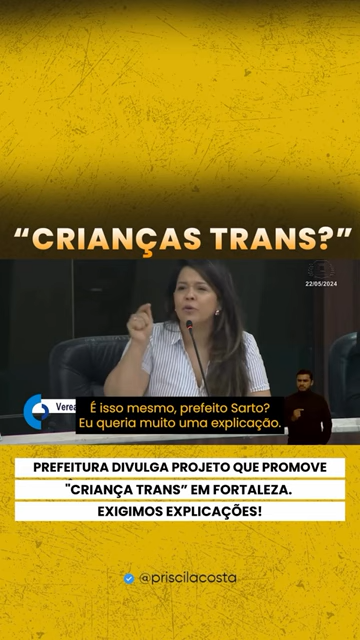 “CRIANÇAS TRANS?”
22/05/2024
Verea
É isso mesmo, prefeito Sarto?
Eu queria muito uma explicação.
PREFEITURA DIVULGA PROJETO QUE PROMOVE
"CRIANÇA TRANS” EM FORTALEZA.
EXIGIMOS EXPLICAÇÕES!
@priscilacosta